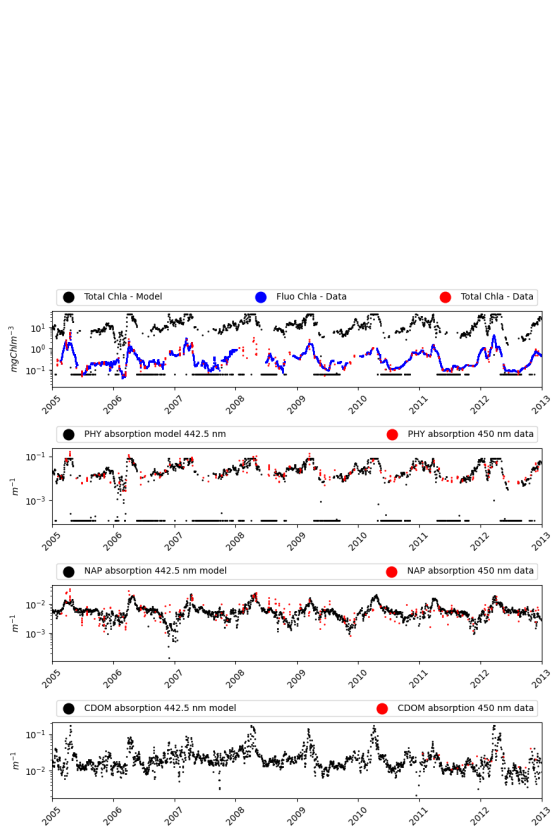 Total Chla - Model Fluo Chla - Data Total Chla - Data
mgChl/m⁻³
10¹
10⁰
10⁻¹
2005 2006 2007 2008 2009 2010 2011 2012 2013
PHY absorption model 442.5 nm PHY absorption 450 nm data
m⁻¹
10⁻¹
10⁻³
2005 2006 2007 2008 2009 2010 2011 2012 2013
NAP absorption 442.5 nm model NAP absorption 450 nm data
m⁻¹
10⁻²
10⁻³
2005 2006 2007 2008 2009 2010 2011 2012 2013
CDOM absorption 442.5 nm model CDOM absorption 450 nm data
m⁻¹
10⁻¹
10⁻²
2005 2006 2007 2008 2009 2010 2011 2012 2013